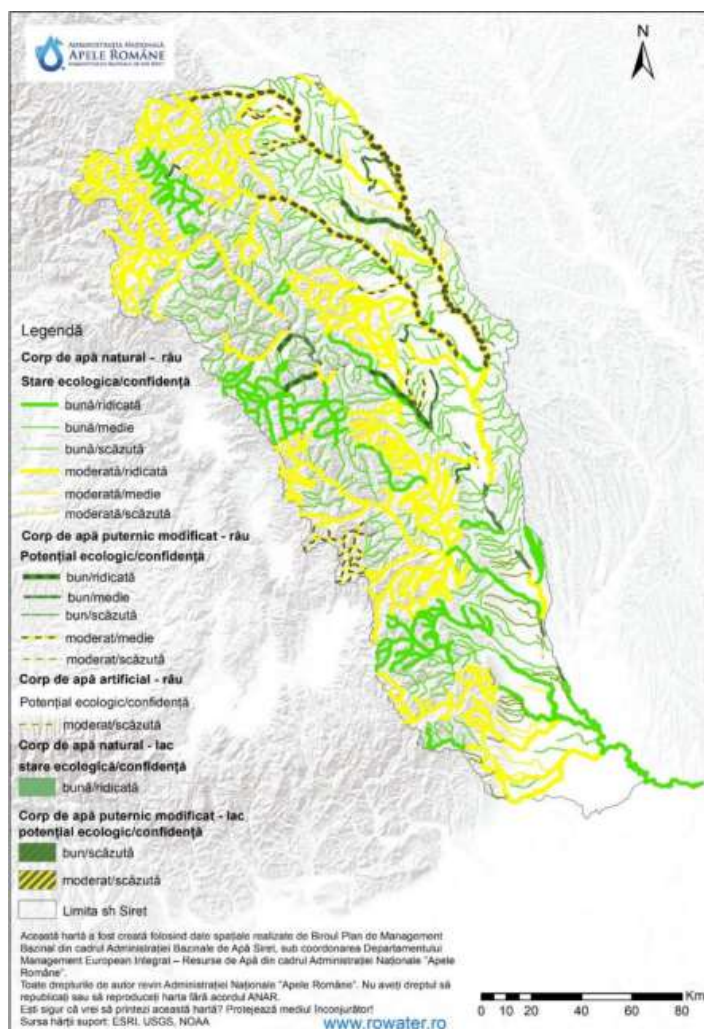 ADMINISTRAȚIA NAȚIONALĂ
APELE ROMÂNE
N
Legendă
Corp de apă natural - râu
Stare ecologica/confidență
bună/ridicată
bună/medie
bună/scăzută
moderată/ridicată
moderată/medie
moderată/scăzută
Corp de apă puternic modificat - râu
Potențial ecologic/confidență
bun/ridicată
bun/medie
bun/scăzută
moderat/medie
moderat/scăzută
Corp de apă artificial - râu
Potențial ecologic/confidență
moderat/scăzută
Corp de apă natural - lac
stare ecologică/confidență
bună/ridicată
Corp de apă puternic modificat - lac
potențial ecologic/confidență
bun/scăzută
moderat/scăzută
Limita sh Siret
Această hartă a fost creată folosind date spațiale realizate de Biroul Plan de Management
Bazinal din cadrul Administrației Bazinale de Apă Siret, sub coordonarea Departamentului
Management European Integral – Resurse de Apă din cadrul Administrației Naționale "Apele
Române".
Toate drepturile de autor revin Administrației Naționale "Apele Române". Nu aveți dreptul să
republicați sau să reproduceți harta fără acordul ANAR.
Ești sigur că vrei să printezi această hartă? Protejează mediul înconjurător!
Sursa hărții suport: ESRI, USGS, NOAA
www.rowater.ro
Km
0 10 20 40 60 80